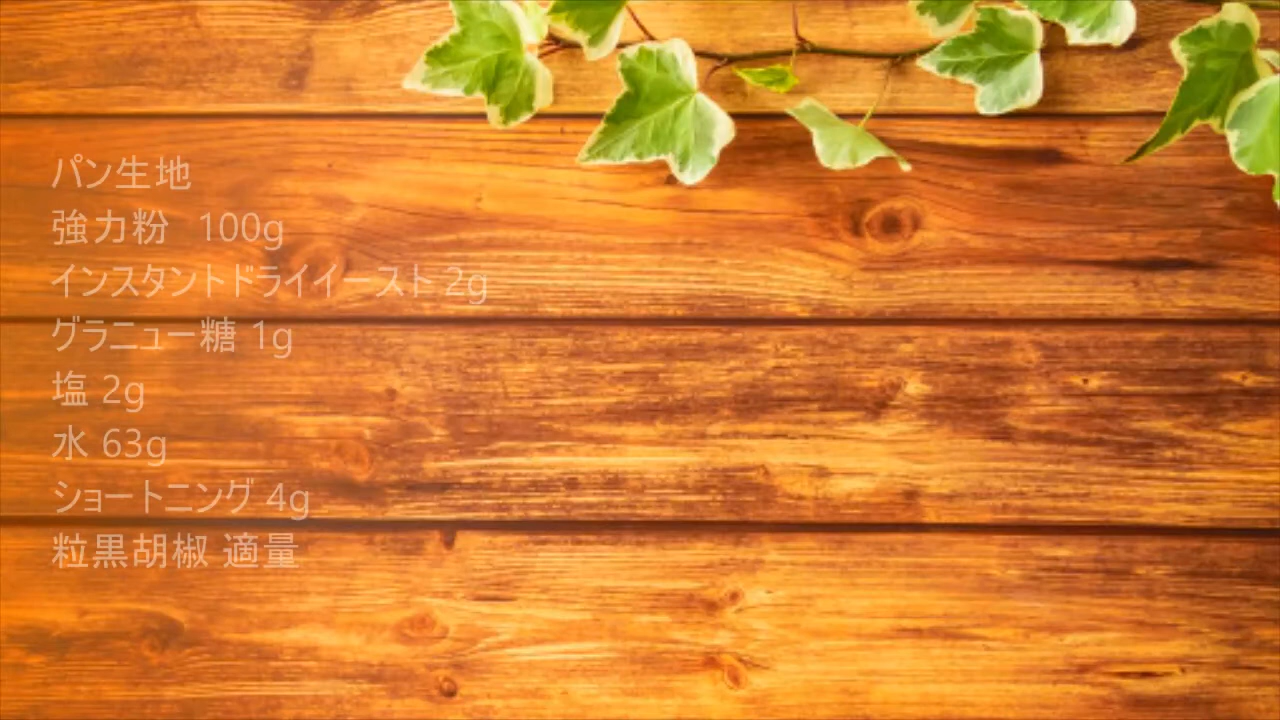 パン生地
強力粉  100g
インスタントドライイースト 2g
グラニュー糖 1g
塩 2g
水 63g
ショートニング 4g
粒黒胡椒 適量